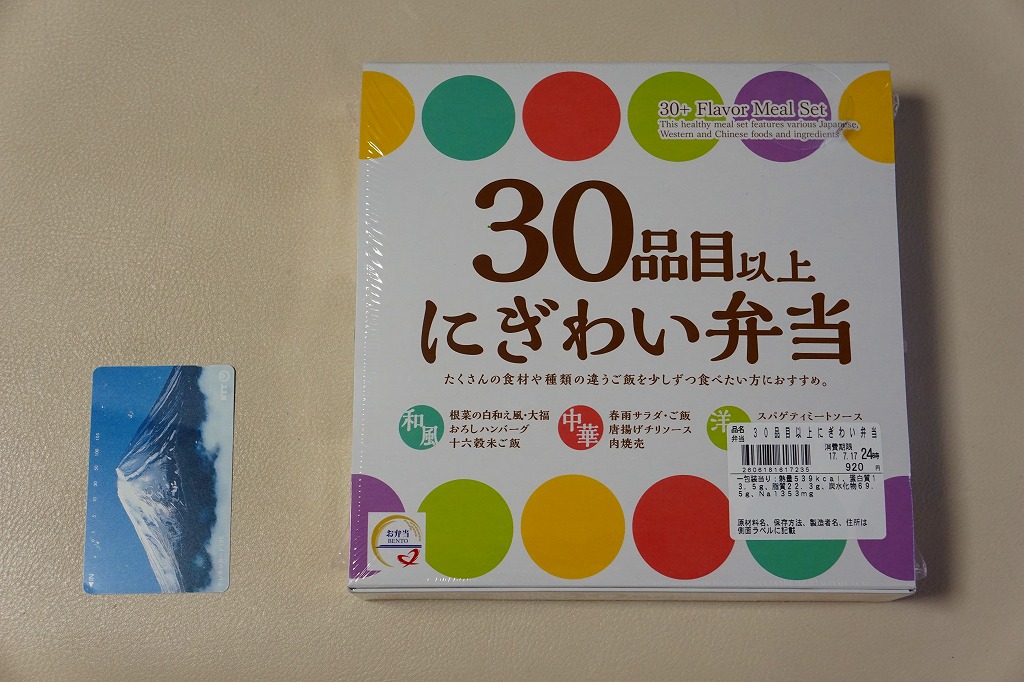 30+ Flavor Meal Set
This healthy meal set features various Japanese,
Western and Chinese foods and ingredients
30品目以上
にぎわい弁当
たくさんの食材や種類の違うご飯を少しずつ食べたい方におすすめ。
和風
根菜の白和え風・大福
おろしハンバーグ
十六穀米ご飯
中華
春雨サラダ・ご飯
唐揚げチリソース
肉焼売
洋
スパゲティミートソース
品名
弁当
30品目以上にぎわい弁当
消費期限
17. 7.17 24時
2606181617235
920 円
一包装当り:熱量539kcal、蛋白質1
3.5g、脂質22.3g、炭水化物69.
5g、Na1353mg
原材料名、保存方法、製造者名、住所は
側面ラベルに記載
お弁当
BENTO